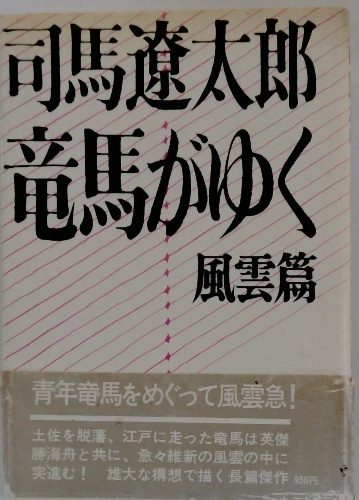 司馬遼太郎
竜馬がゆく
風雲篇
青年竜馬をめぐって風雲急!
土佐を脱藩、江戸に走った竜馬は英傑
勝海舟と共に、愈々維新の風雲の中に
突進む! 雄大な構想で描く長篇傑作 950円